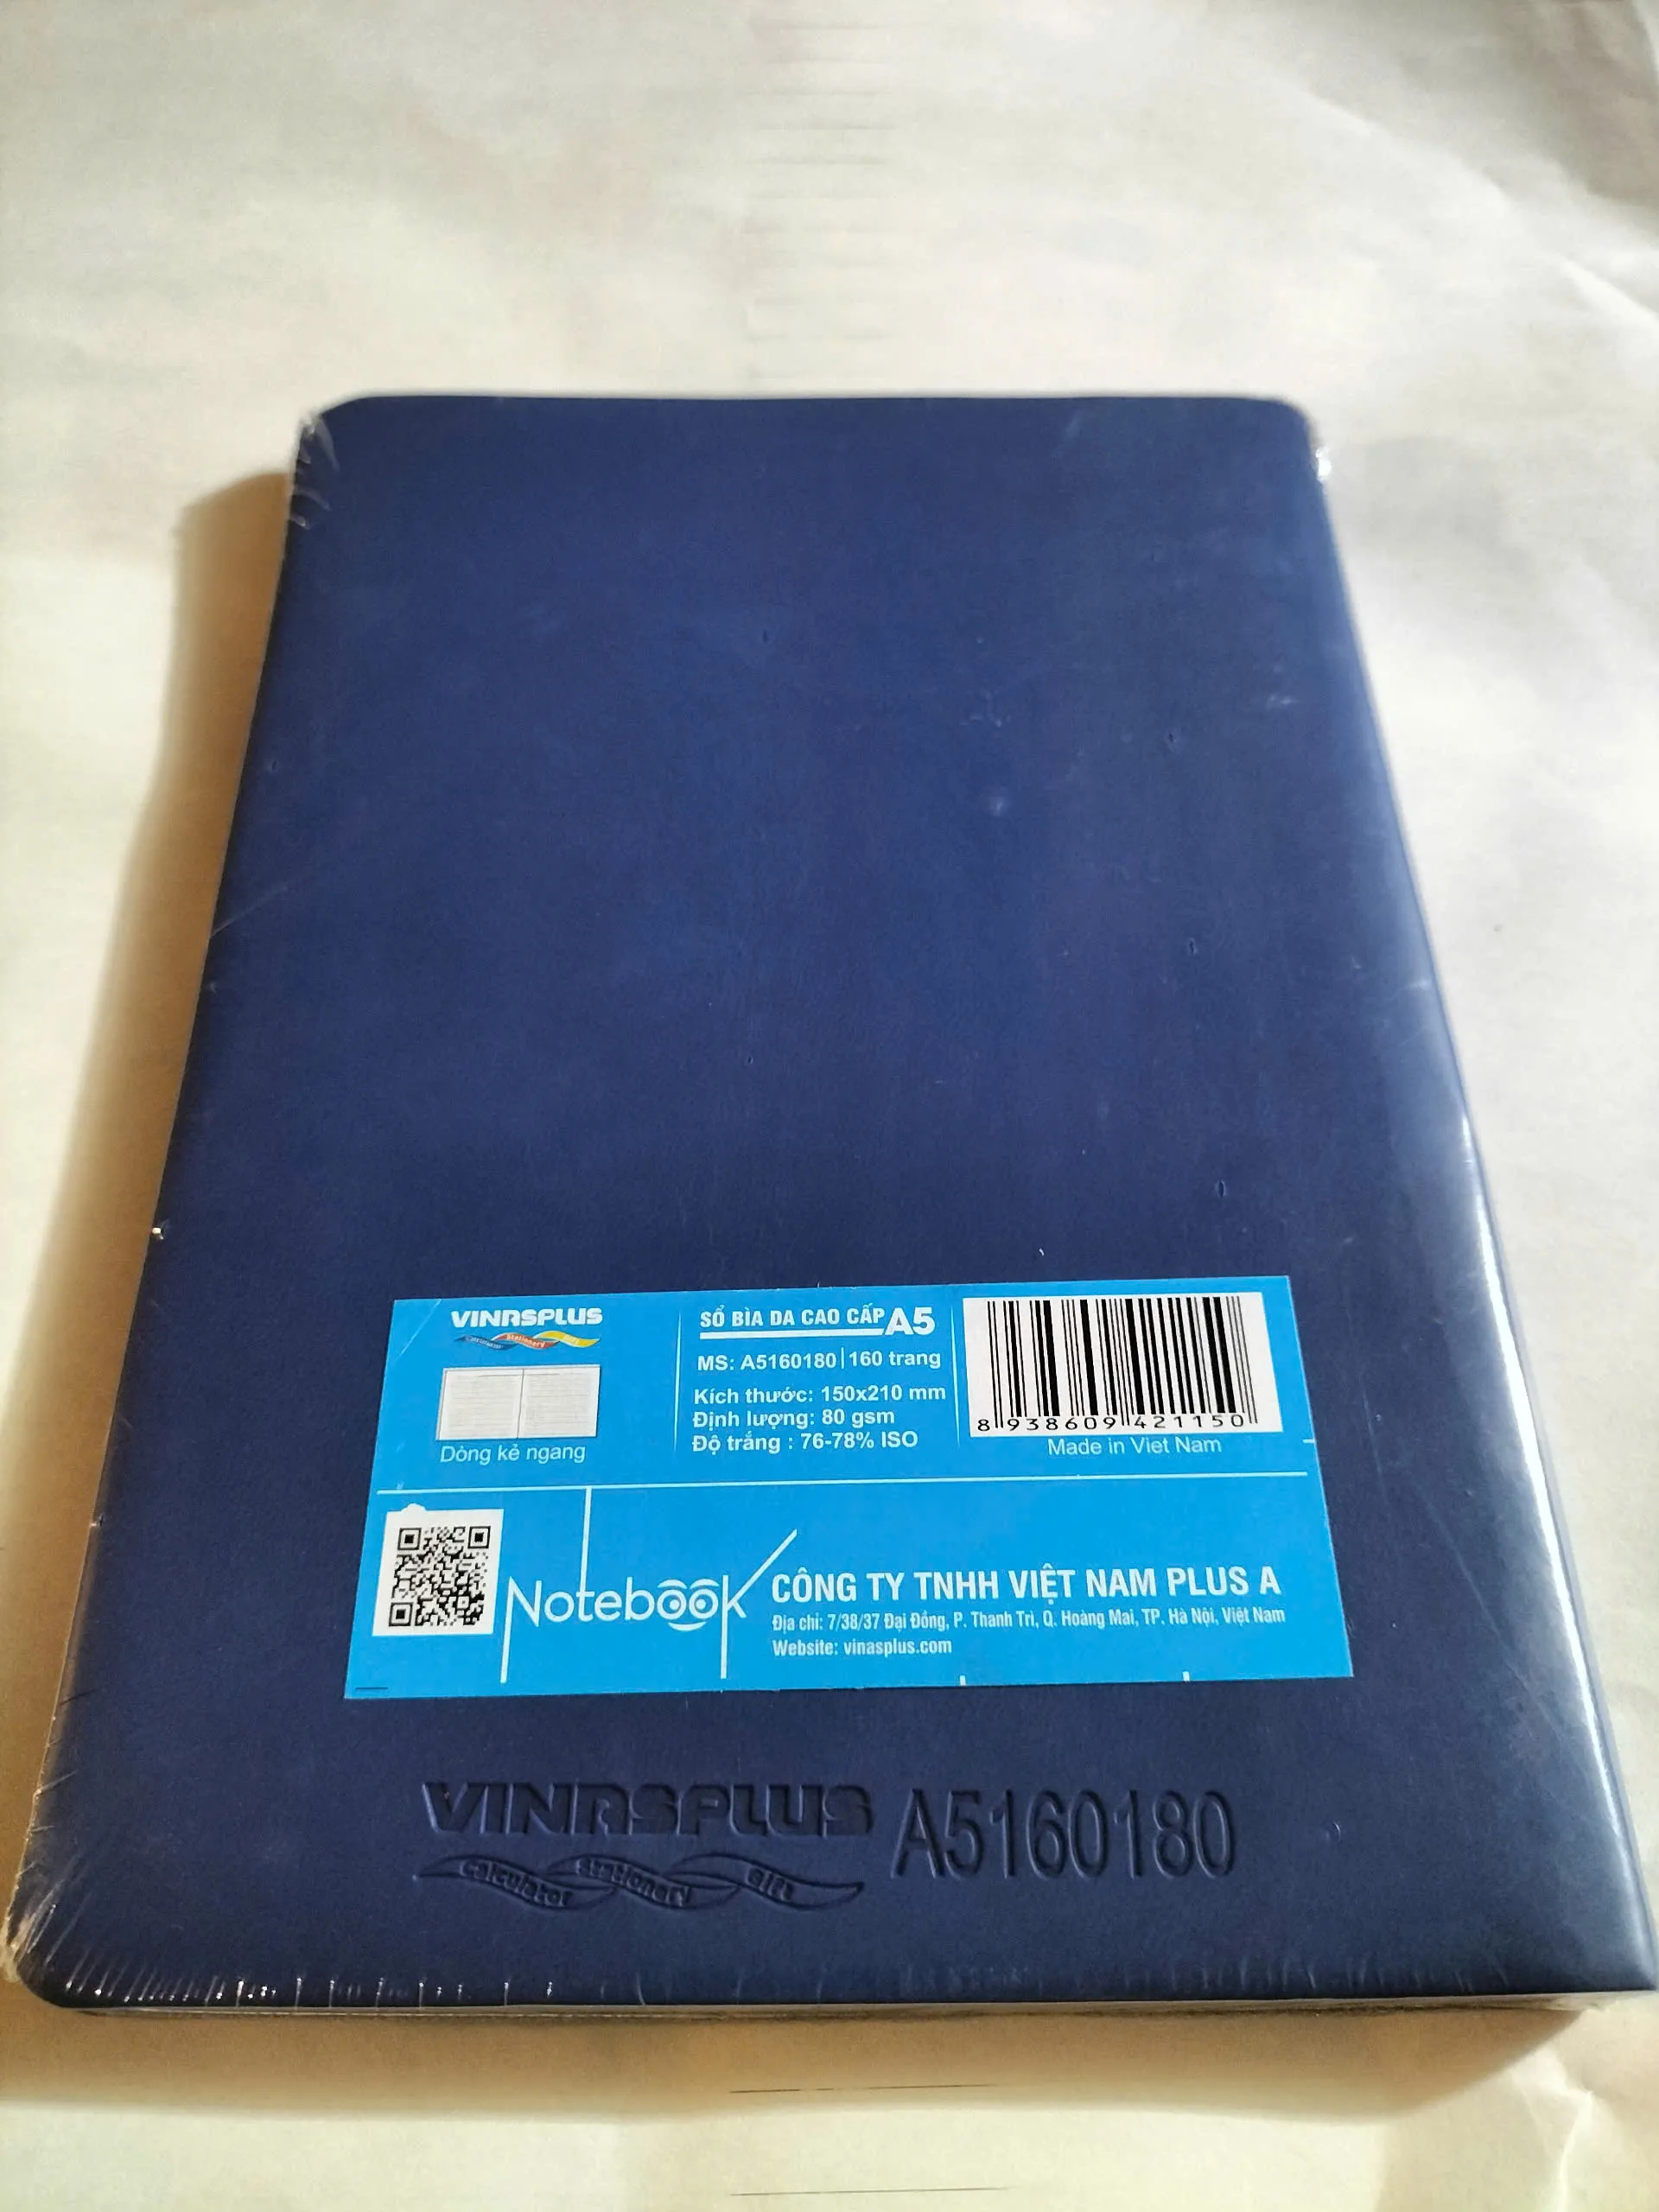 VINASPLUS
Calculator Stationery
Dòng kẻ ngang
SỔ BÌA DA CAO CẤP A5
MS: A5160180 | 160 trang
Kích thước: 150x210 mm
Định lượng: 80 gsm
Độ trắng : 76-78% ISO
8 938609 421150
Made in Viet Nam
Notebook
CÔNG TY TNHH VIỆT NAM PLUS A
Địa chỉ: 7/38/37 Đại Đồng, P. Thanh Trì, Q. Hoàng Mai, TP. Hà Nội, Việt Nam
Website: vinasplus.com
VINASPLUS A5160180
calculator stationery gift